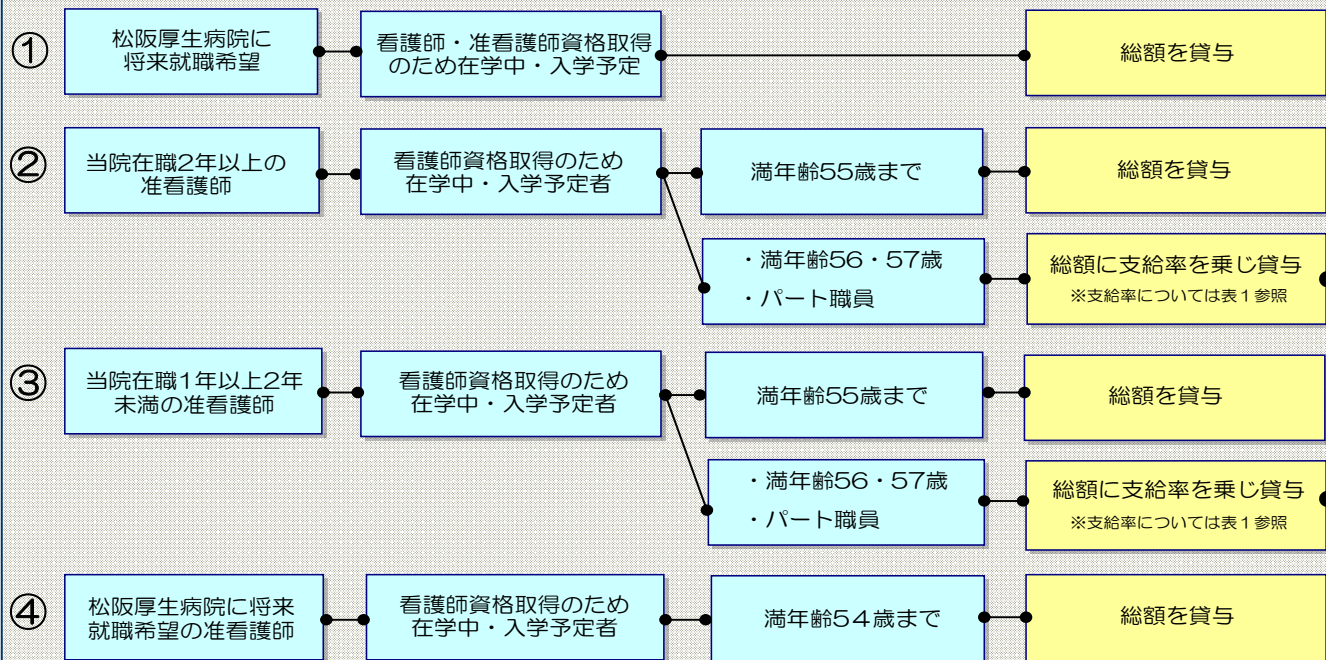 ①
松阪厚生病院に
将来就職希望
看護師・准看護師資格取得
のため在学中・入学予定
総額を貸与
②
当院在職2年以上の
准看護師
看護師資格取得のため
在学中・入学予定者
満年齢55歳まで
総額を貸与
・満年齢56・57歳
・パート職員
総額に支給率を乗じ貸与
※支給率については表1参照
③
当院在職1年以上2年
未満の准看護師
看護師資格取得のため
在学中・入学予定者
満年齢55歳まで
総額を貸与
・満年齢56・57歳
・パート職員
総額に支給率を乗じ貸与
※支給率については表1参照
④
松阪厚生病院に将来
就職希望の准看護師
看護師資格取得のため
在学中・入学予定者
満年齢54歳まで
総額を貸与